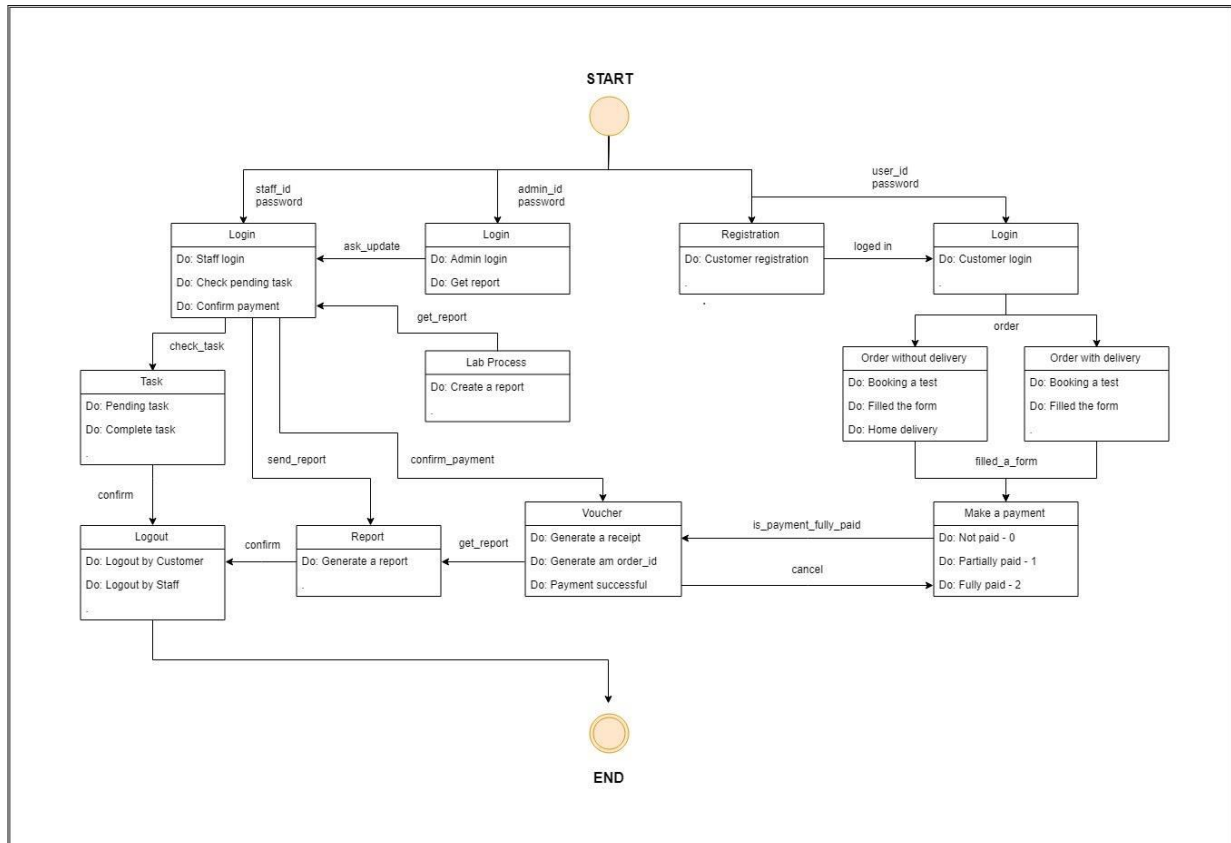 START
staff_id
password
admin_id
password
user_id
password
Login
Do: Staff login
Do: Check pending task
Do: Confirm payment
ask_update
Login
Do: Admin login
Do: Get report
Registration
Do: Customer registration
.
.
loged in
Login
Do: Customer login
.
get_report
order
check_task
Lab Process
Do: Create a report
.
Order without delivery
Do: Booking a test
Do: Filled the form
Do: Home delivery
Order with delivery
Do: Booking a test
Do: Filled the form
.
Task
Do: Pending task
Do: Complete task
.
send_report
confirm_payment
filled_a_form
confirm
Logout
Do: Logout by Customer
Do: Logout by Staff
.
confirm
Report
Do: Generate a report
.
get_report
Voucher
Do: Generate a receipt
Do: Generate am order_id
Do: Payment successful
is_payment_fully_paid
cancel
Make a payment
Do: Not paid - 0
Do: Partially paid - 1
Do: Fully paid - 2
END